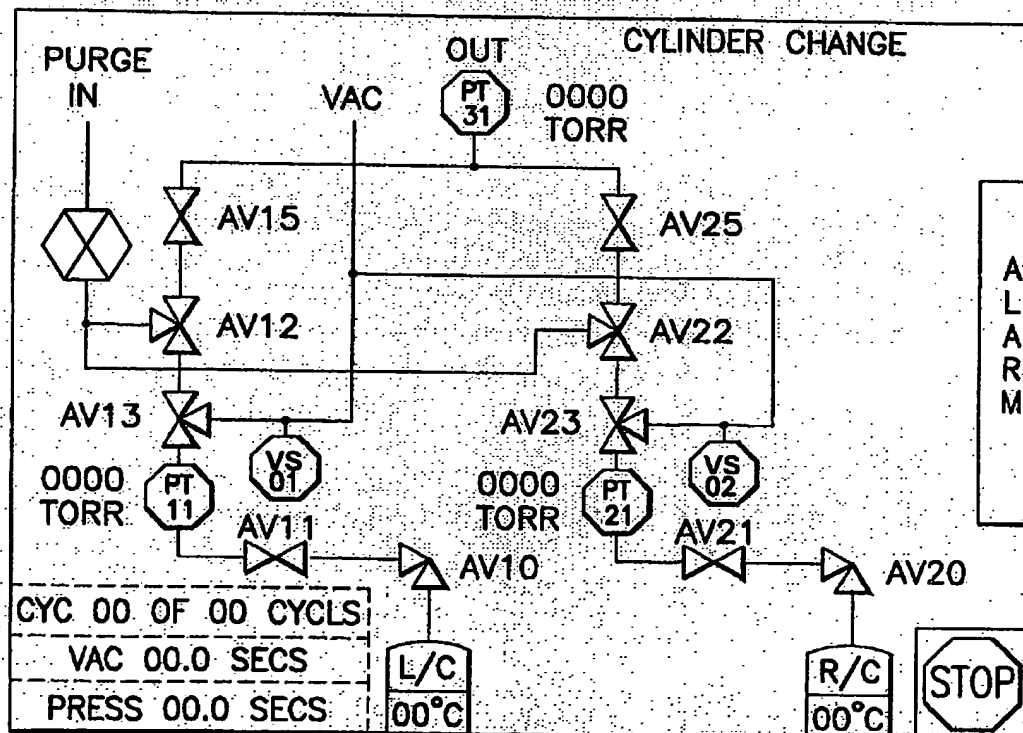 CYLINDER CHANGE
PURGE
IN
VAC
OUT
PT
31
0000
TORR
AV15
AV25
AV12
AV22
AV13
AV23
VS
01
VS
02
0000
TORR
PT
11
0000
TORR
PT
21
AV11
AV21
AV10
AV20
CYC 00 OF 00 CYCLS
VAC 00.0 SECS
PRESS 00.0 SECS
L/C
00°C
R/C
00°C
A
L
A
R
M
STOP